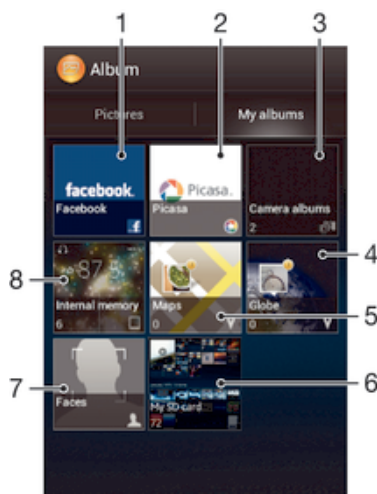 1
2
3
Album
Pictures
My albums
facebook.
Facebook
Picasa.
Picasa
Camera albums
2
4
8
Internal memory
6
Maps
0
Globe
0
5
7
Faces
My SD-card
72
6